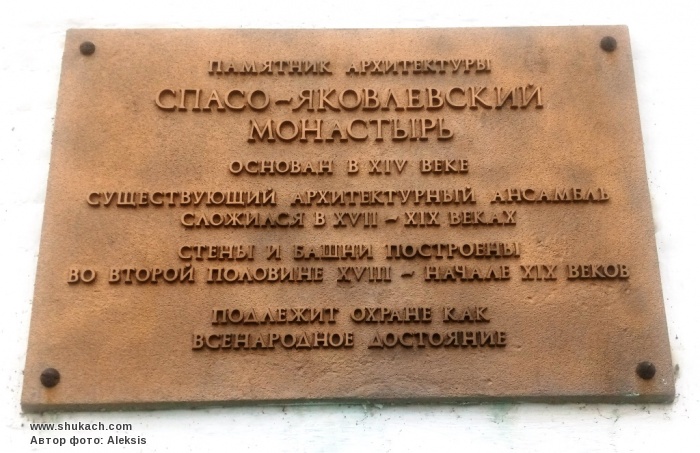 ПАМЯТНИК АРХИТЕКТУРЫ
СПАСО-ЯКОВЛЕВСКИЙ
МОНАСТЫРЬ
ОСНОВАН В XIV ВЕКЕ
СУЩЕСТВУЮЩИЙ АРХИТЕКТУРНЫЙ АНСАМБЛЬ
СЛОЖИЛСЯ В XVII - XIX ВЕКАХ
СТЕНЫ И БАШНИ ПОСТРОЕНЫ
ВО ВТОРОЙ ПОЛОВИНЕ XVIII - НАЧАЛЕ XIX ВЕКОВ
ПОДЛЕЖИТ ОХРАНЕ КАК
ВСЕНАРОДНОЕ ДОСТОЯНИЕ
www.shukach.com
Автор фото: Aleksis